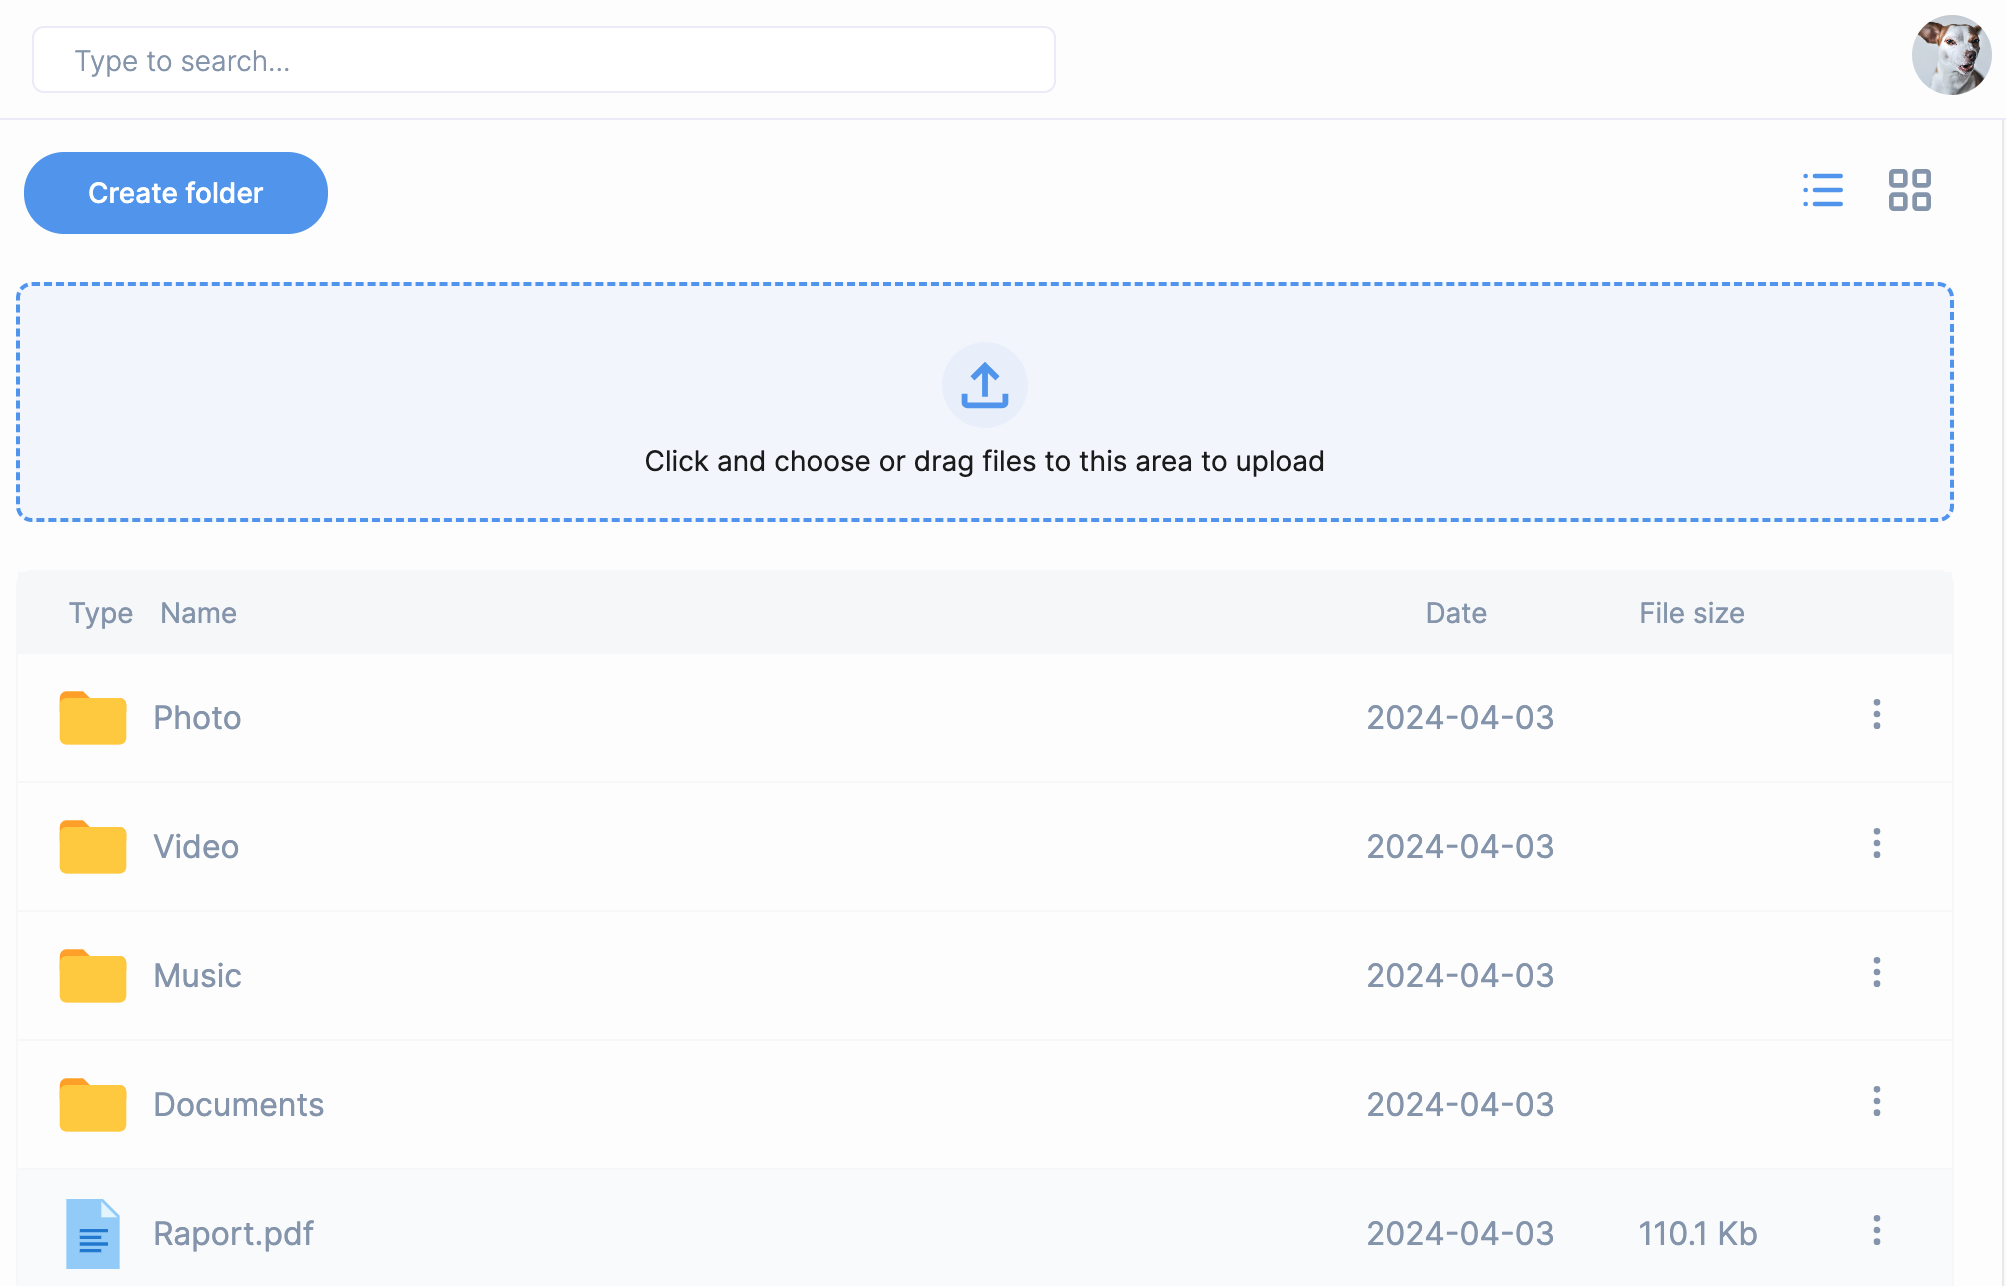 Type to search...
Create folder
Click and choose or drag files to this area to upload
Type Name Date File size
Photo 2024-04-03
Video 2024-04-03
Music 2024-04-03
Documents 2024-04-03
Raport.pdf 2024-04-03 110.1 Kb